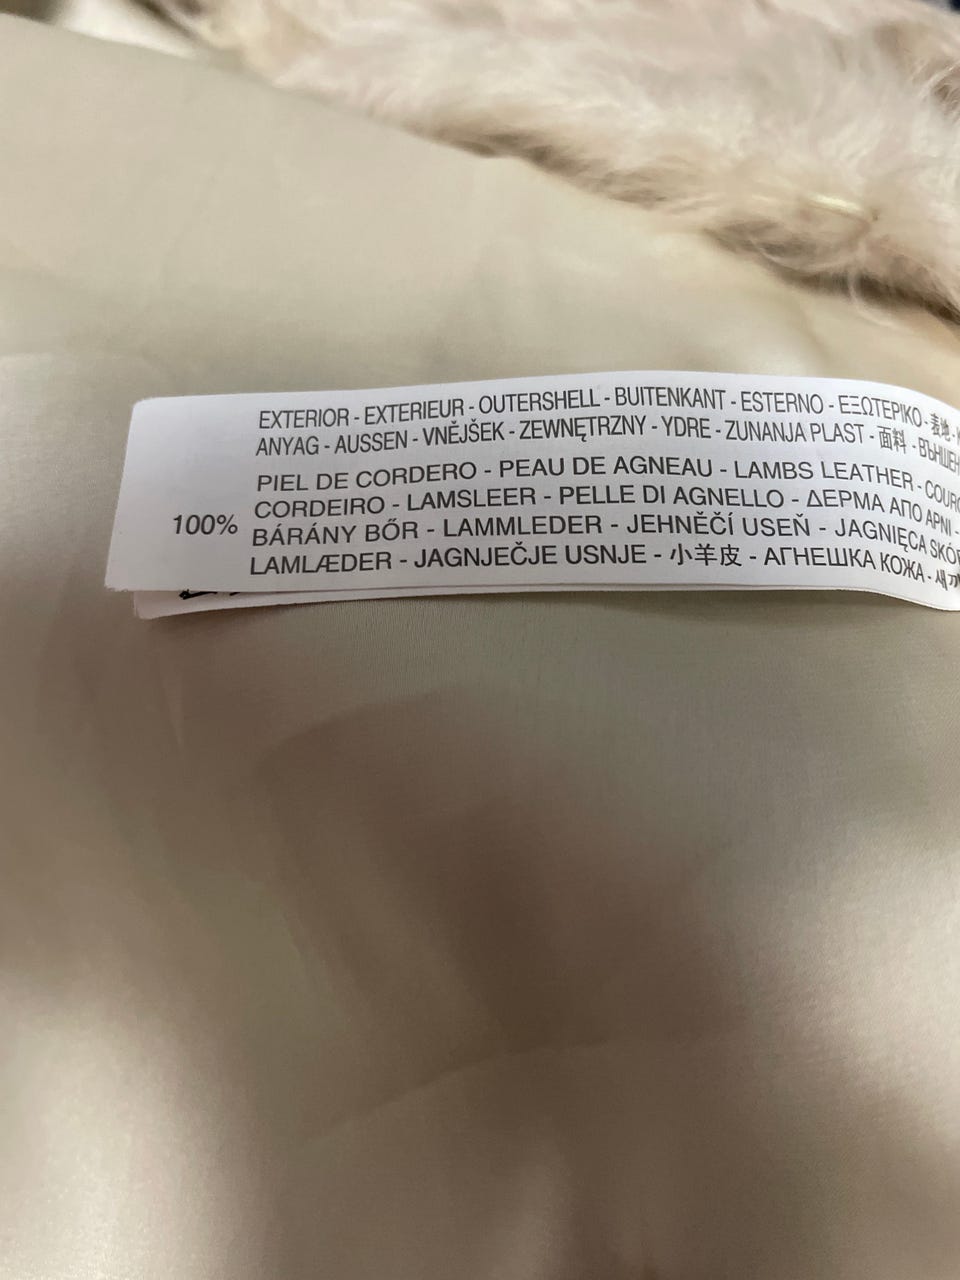 EXTERIOR - EXTERIEUR - OUTERSHELL - BUITENKANT - ESTERNO - ΕΞΩΤΕΡΙΚΟ - 表地 -
ANYAG - AUSSEN - VNĚJŠEK - ZEWNĘTRZNY - YDRE - ZUNANJA PLAST - 面料 -
PIEL DE CORDERO - PEAU DE AGNEAU - LAMBS LEATHER -
CORDEIRO - LAMSLEER - PELLE DI AGNELLO - ΔΕΡΜΑ ΑΠΟ ΑΡΝΙ -
100% BÁRÁNY BŐR - LAMMLEDER - JEHNĚČÍ USEŇ - JAGNIĘCA
LAMLÆDER - JAGNJEČJE USNJE - 小羊皮 - АГНЕШКА КОЖА -